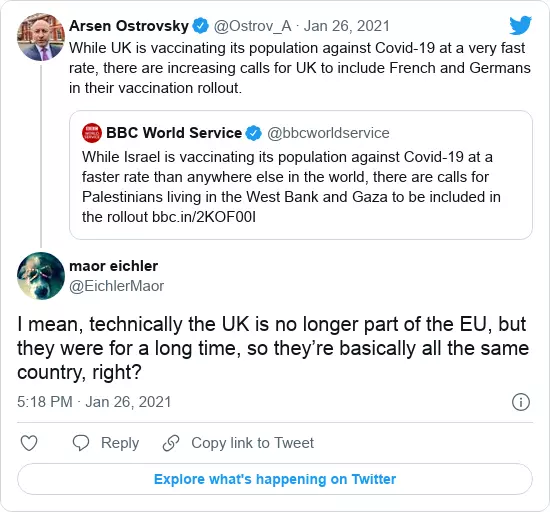 Arsen Ostrovsky @Ostrov_A · Jan 26, 2021
While UK is vaccinating its population against Covid-19 at a very fast
rate, there are increasing calls for UK to include French and Germans
in their vaccination rollout.
BBC World Service @bbcworldservice
While Israel is vaccinating its population against Covid-19 at a
faster rate than anywhere else in the world, there are calls for
Palestinians living in the West Bank and Gaza to be included in
the rollout bbc.in/2KOF00I
maor eichler
@EichlerMaor
I mean, technically the UK is no longer part of the EU, but
they were for a long time, so they’re basically all the same
country, right?
5:18 PM · Jan 26, 2021
Reply Copy link to Tweet
Explore what's happening on Twitter